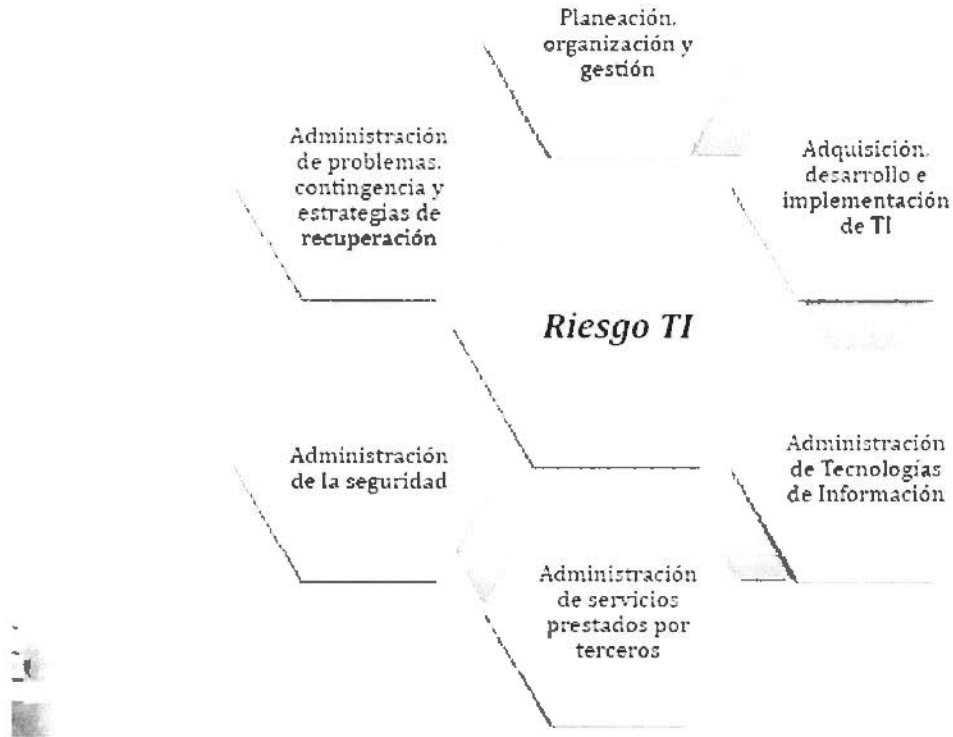 Planeación,
organización y
gestión
Administración
de problemas,
contingencia y
estrategias de
recuperación
Adquisición,
desarrollo e
implementación
de TI
Riesgo TI
Administración
de la seguridad
Administración
de Tecnologías
de Información
Administración
de servicios
prestados por
terceros